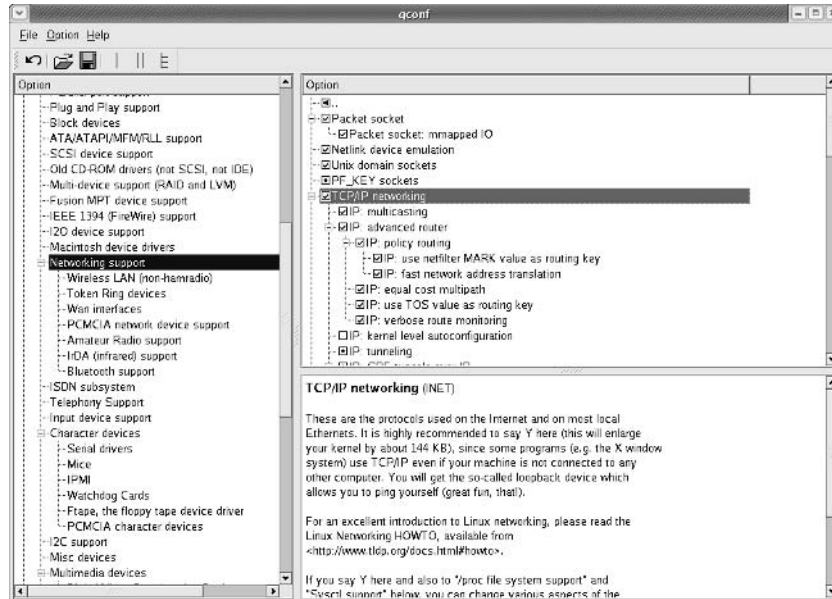 qconf
File Option Help
Option
Plug and Play support
Block devices
ATA/ATAPI/MFM/RLL support
SCSI device support
Old CD-ROM drivers (not SCSI, not IDE)
Multi-device support (RAID and LVM)
Fusion MPT device support
IEEE 1394 (FireWire) support
I2O device support
Macintosh device drivers
Networking support
Wireless LAN (non-hamradio)
Token Ring devices
Wan interfaces
PCMCIA network device support
Amateur Radio support
IrDA (infrared) support
Bluetooth support
ISDN subsystem
Telephony Support
Input device support
Character devices
Serial drivers
Mice
IPMI
Watchdog Cards
Ftape, the floppy tape device driver
PCMCIA character devices
I2C support
Misc devices
Multimedia devices
Option
..
Packet socket
Packet socket: mmapped IO
Netlink device emulation
Unix domain sockets
PF_KEY sockets
TCP/IP networking
IP: multicasting
IP: advanced router
IP: policy routing
IP: use netfilter MARK value as routing key
IP: fast network address translation
IP: equal cost multipath
IP: use TOS value as routing key
IP: verbose route monitoring
IP: kernel level autoconfiguration
IP: tunneling
TCP/IP networking (INET)
These are the protocols used on the Internet and on most local
Ethernets. It is highly recommended to say Y here (this will enlarge
your kernel by about 144 KB), since some programs (e.g. the X window
system) use TCP/IP even if your machine is not connected to any
other computer. You will get the so-called loopback device which
allows you to ping yourself (great fun, that!).
For an excellent introduction to Linux networking, please read the
Linux Networking HOWTO, available from
<http://www.tldp.org/docs.html#howto>.
If you say Y here and also to "/proc file system support" and
"Sysctl support" below, you can change various aspects of the